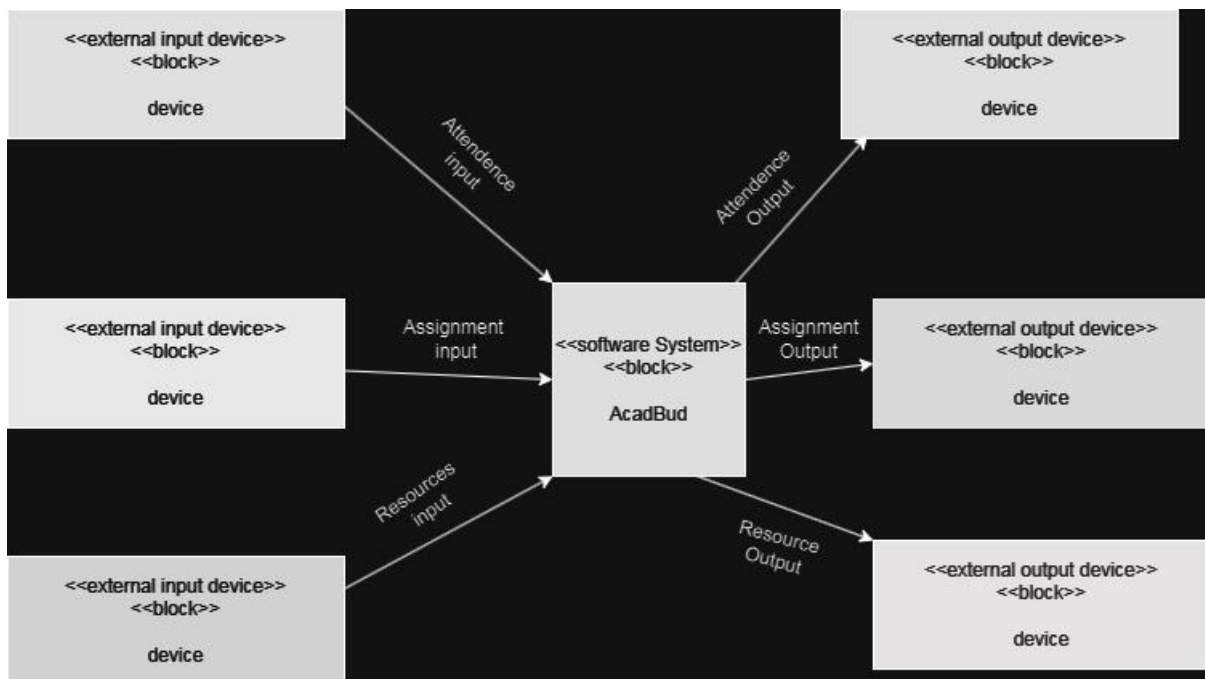 <<external input device>>
<<block>>
device
<<external output device>>
<<block>>
device
Attendence
input
Attendence
Output
<<external input device>>
<<block>>
device
Assignment
input
<<software System>>
<<block>>
AcadBud
Assignment
Output
<<external output device>>
<<block>>
device
Resources
input
Resource
Output
<<external input device>>
<<block>>
device
<<external output device>>
<<block>>
device